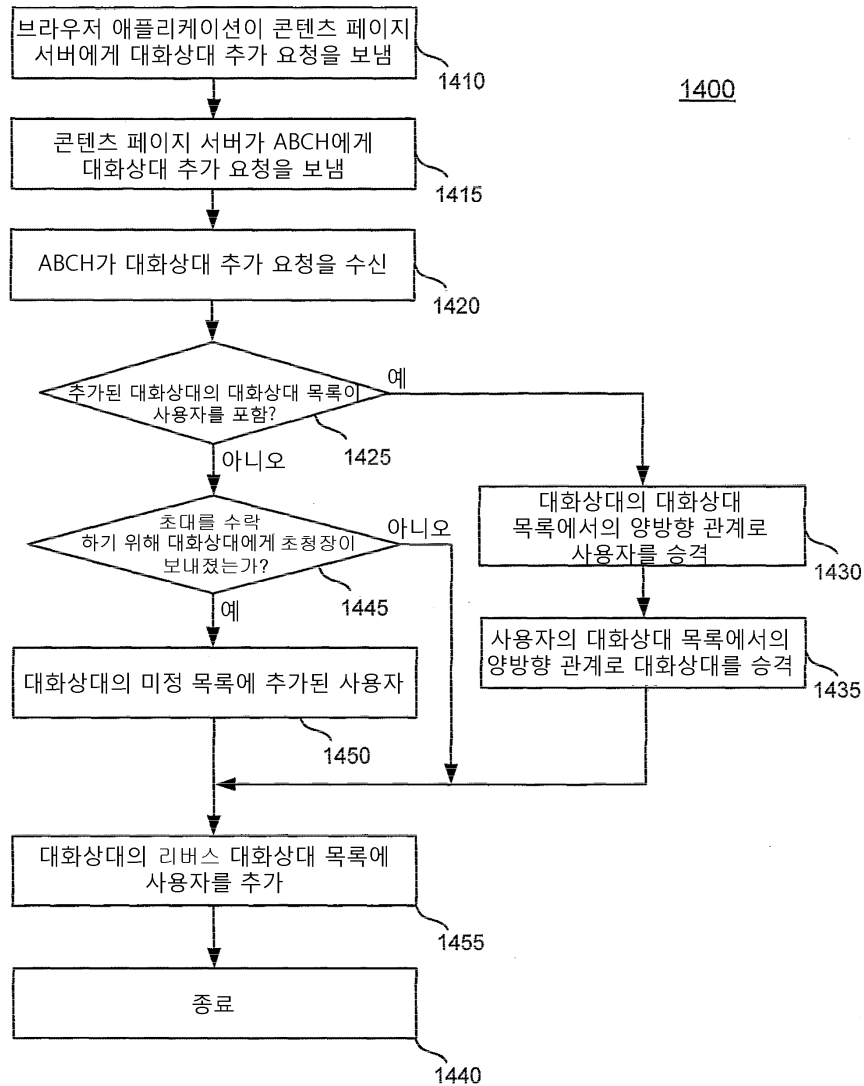 브라우저 애플리케이션이 콘텐츠 페이지
서버에게 대화상대 추가 요청을 보냄
1410
1400
콘텐츠 페이지 서버가 ABCH에게
대화상대 추가 요청을 보냄
1415
ABCH가 대화상대 추가 요청을 수신
1420
추가된 대화상대의 대화상대 목록이
사용자를 포함?
예
1425
아니오
대화상대의 대화상대
목록에서의 양방향 관계로
사용자를 승격
1430
초대를 수락
하기 위해 대화상대에게 초청장이
보내졌는가?
아니오
1445
예
사용자의 대화상대 목록에서의
양방향 관계로 대화상대를 승격
1435
대화상대의 미정 목록에 추가된 사용자
1450
대화상대의 리버스 대화상대 목록에
사용자를 추가
1455
종료
1440